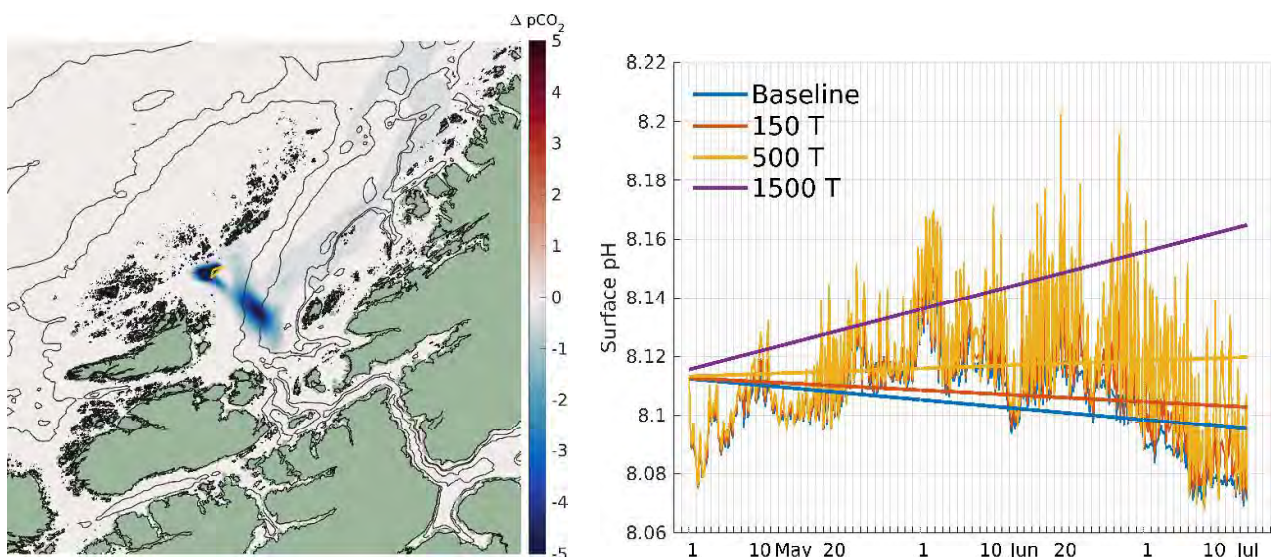 Δ pCO₂
5
4
3
2
1
0
-1
-2
-3
-4
-5
8.22
8.2
8.18
8.16
8.14
8.12
8.1
8.08
8.06
Surface pH
Baseline
150 T
500 T
1500 T
1 10 May 20 1 10 Jun 20 1 10 Jul